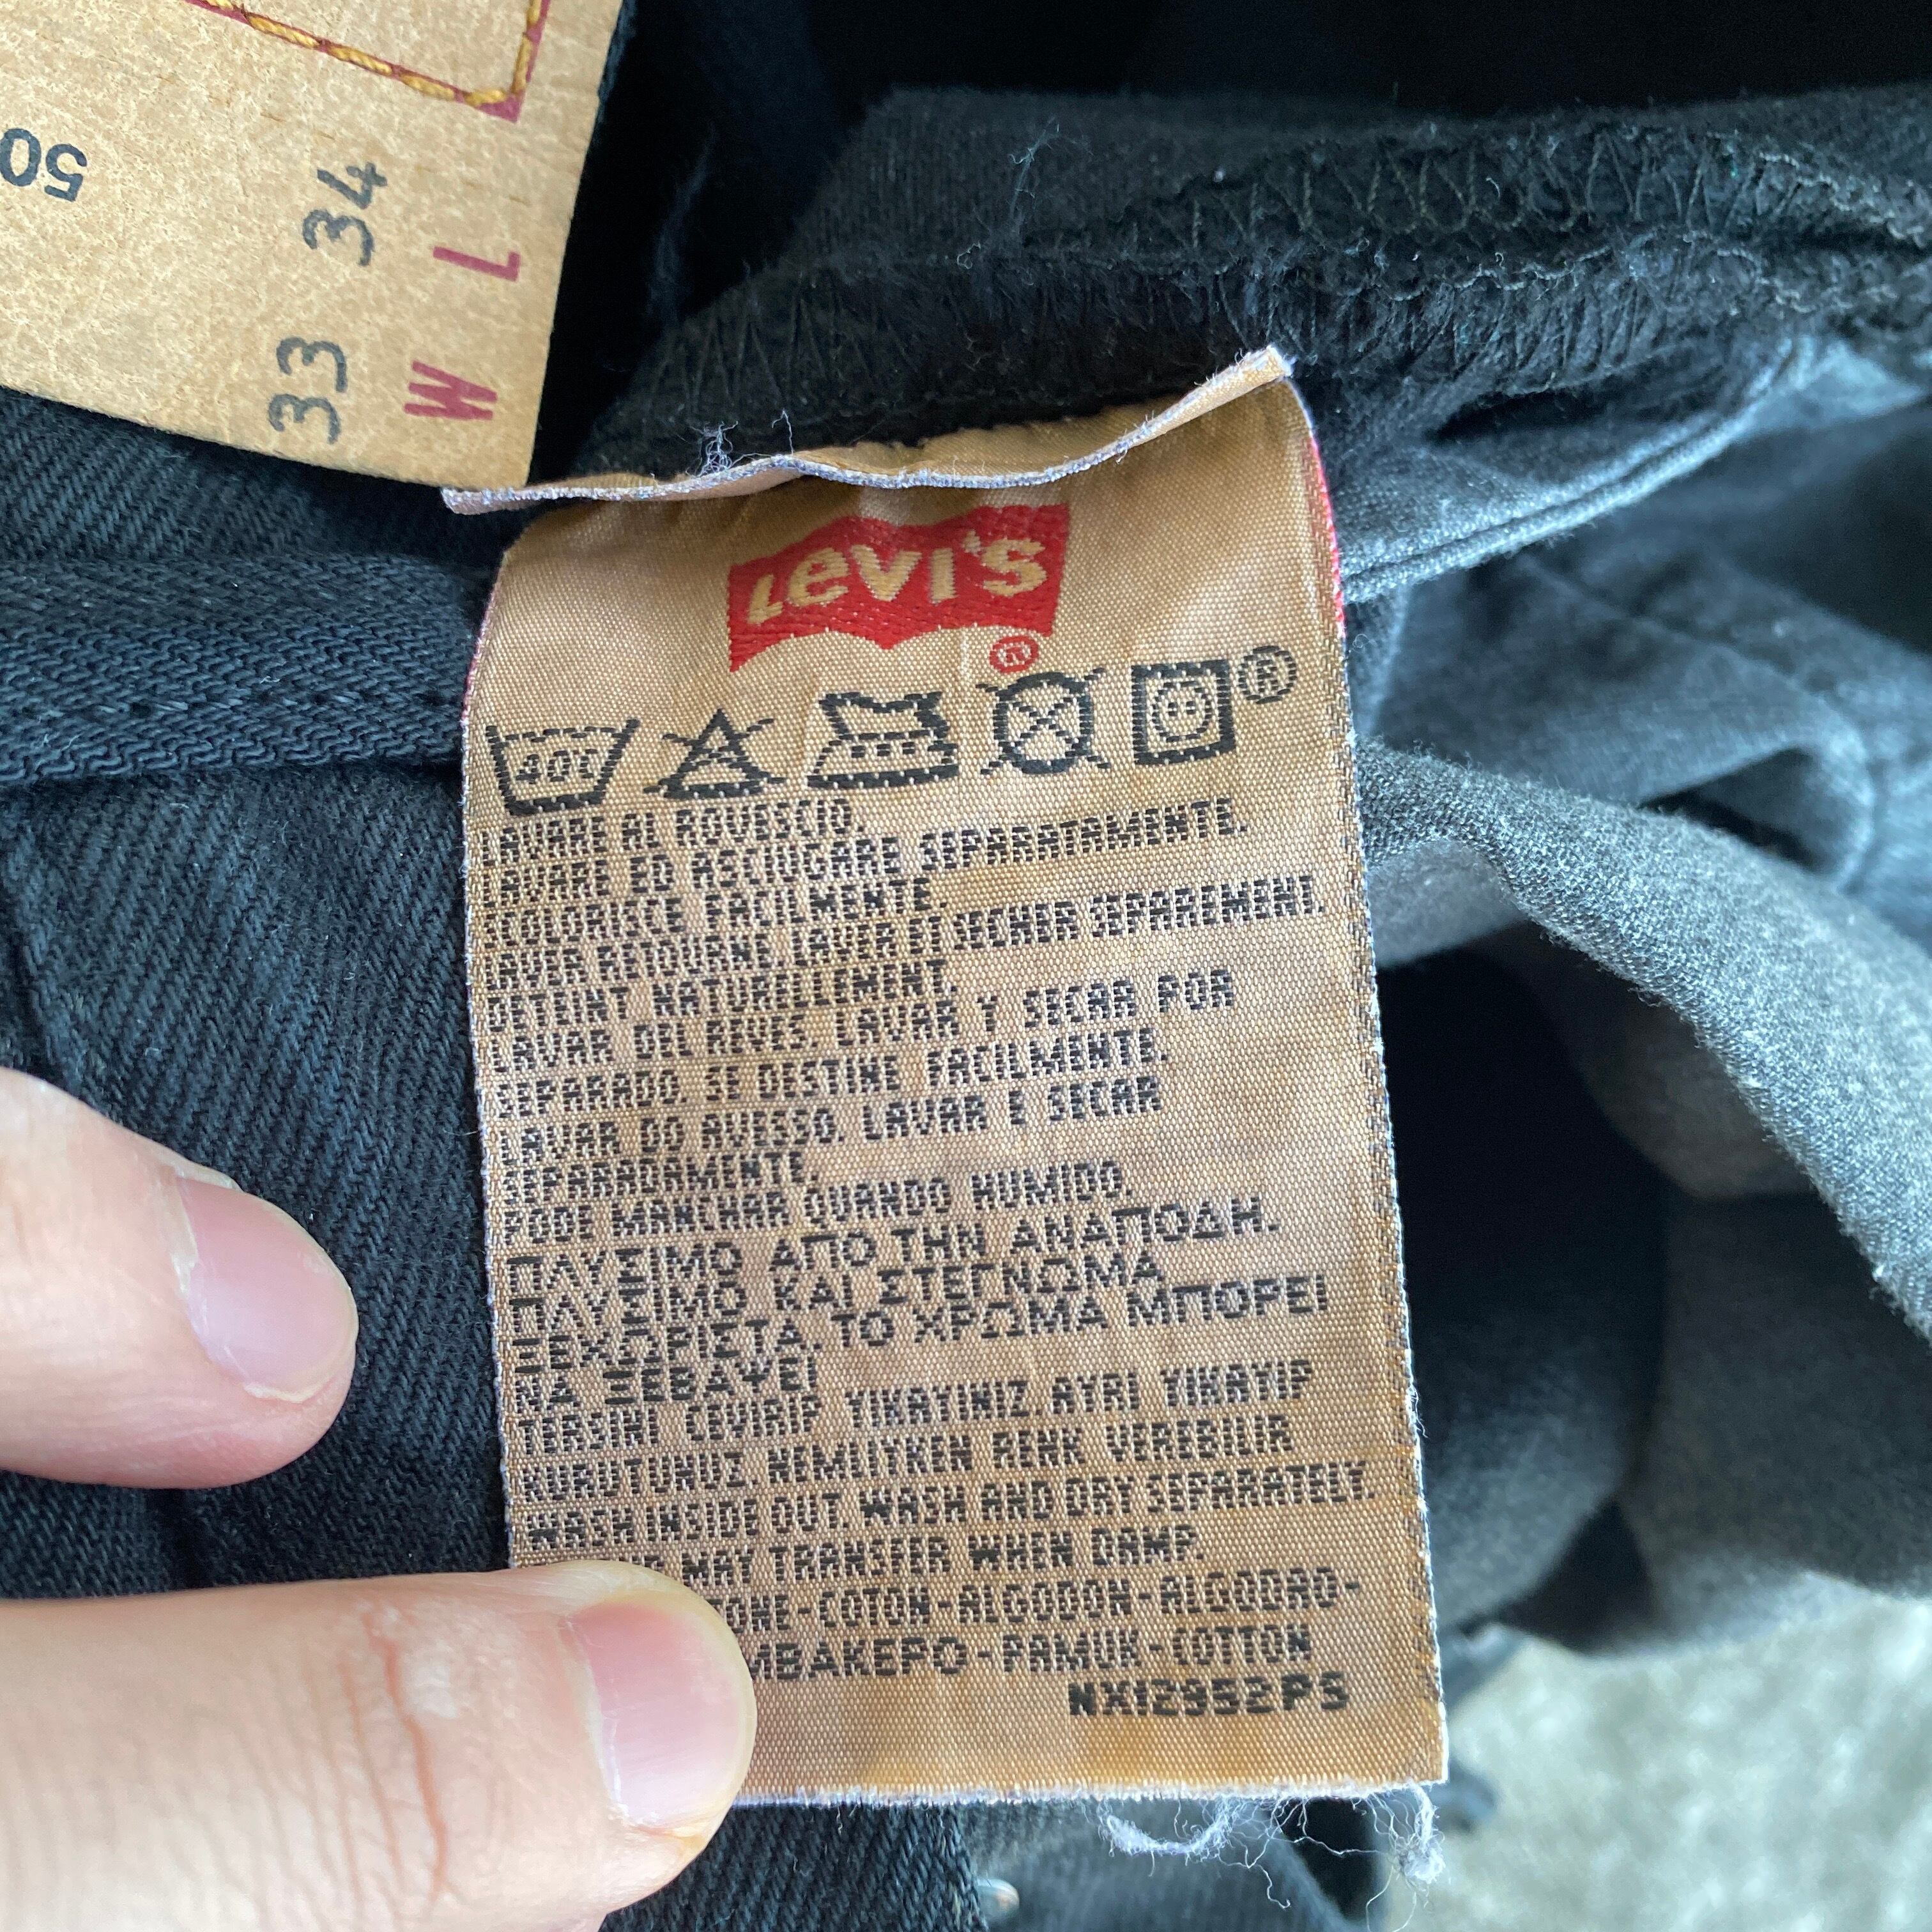 50
33 34
W L
LEVI'S
®
40C
®
LAVARE AL ROVESCIO.
LAVARE ED ASCIUGARE SEPARATAMENTE.
SCOLORISCE FACILMENTE.
LAVER RETOURNE. LAVER ET SECHER SEPAREMENT.
DETEINT NATURELLEMENT.
LAVAR DEL REVES. LAVAR Y SECAR POR
SEPARADO. SE DESTINE FACILMENTE.
LAVAR DO AVESSO. LAVAR E SECAR
SEPARARAMENTE.
PODE MANCHAR QUANDO HUMIDO.
ΠΛΥΣΙΜΟ ΑΠΟ ΤΗΝ ΑΝΑΠΟΔΗ.
ΠΛΥΣΙΜΟ ΚΑΙ ΣΤΕΓΝΩΜΑ
ΞΕΧΩΡΙΣΤΑ. ΤΟ ΧΡΩΜΑ ΜΠΟΡΕΙ
ΝΑ ΞΕΒΑΨΕΙ
TERSINI CEVIRIP YIKAYINIZ AYRI YIKAYIP
KURUTUNUZ. NEMLIYKEN RENK VEREBILIR
WASH INSIDE OUT. WASH AND DRY SEPARATELY.
MAY TRANSFER WHEN DAMP.
ONE-COTON-ALGODON-ALGODAO-
ΜΒΑΚΕΡΟ-PAMUK-COTTON
NX12952PS